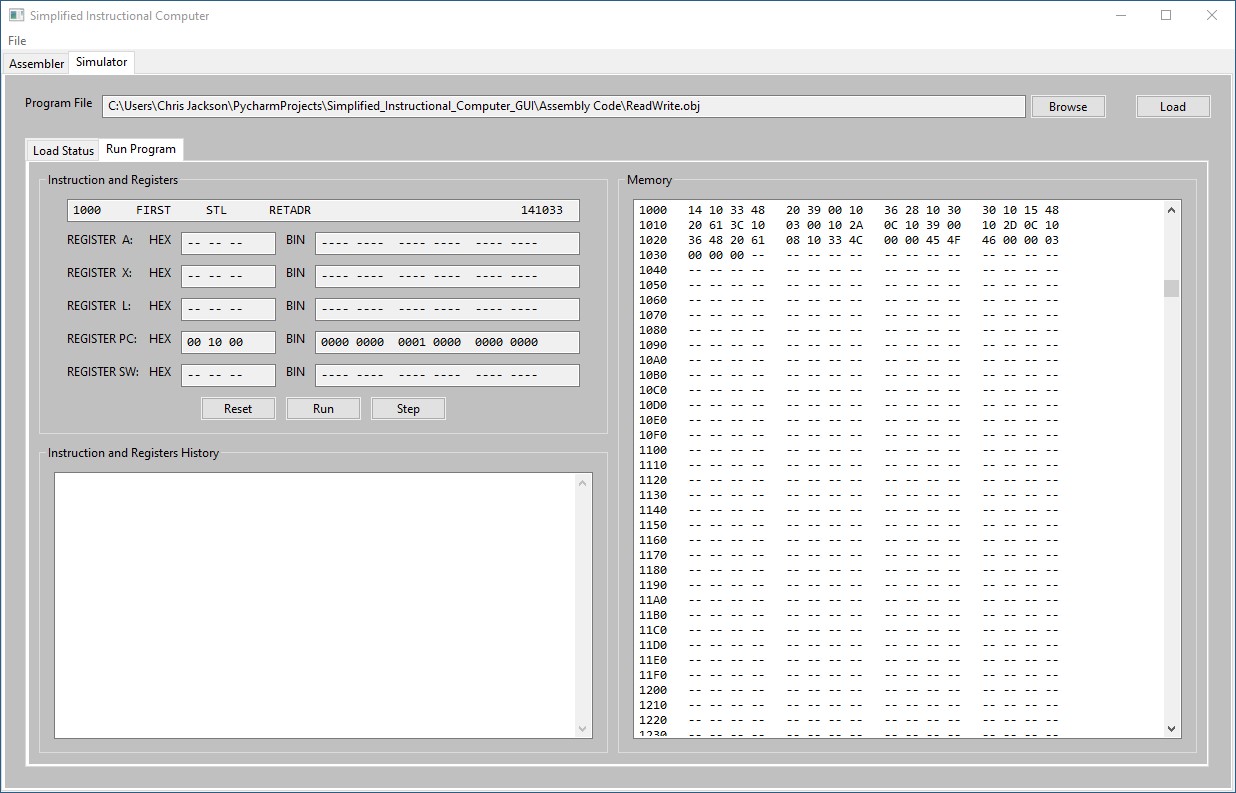 Simplified Instructional Computer
File
Assembler Simulator
Program File C:\Users\Chris Jackson\PycharmProjects\Simplified_Instructional_Computer_GUI\Assembly Code\ReadWrite.obj Browse Load
Load Status Run Program
Instruction and Registers
1000 FIRST STL RETADR 141033
REGISTER A: HEX -- -- -- BIN ---- ---- ---- ---- ---- ----
REGISTER X: HEX -- -- -- BIN ---- ---- ---- ---- ---- ----
REGISTER L: HEX -- -- -- BIN ---- ---- ---- ---- ---- ----
REGISTER PC: HEX 00 10 00 BIN 0000 0000 0001 0000 0000 0000
REGISTER SW: HEX -- -- -- BIN ---- ---- ---- ---- ---- ----
Reset Run Step
Instruction and Registers History
Memory
1000 14 10 33 48 20 39 00 10 36 28 10 30 30 10 15 48
1010 20 61 3C 10 03 00 10 2A 0C 10 39 00 10 2D 0C 10
1020 36 48 20 61 08 10 33 4C 00 00 45 4F 46 00 00 03
1030 00 00 00 -- -- -- -- -- -- -- -- -- -- -- -- --
1040 -- -- -- -- -- -- -- -- -- -- -- -- -- -- -- --
1050 -- -- -- -- -- -- -- -- -- -- -- -- -- -- -- --
1060 -- -- -- -- -- -- -- -- -- -- -- -- -- -- -- --
1070 -- -- -- -- -- -- -- -- -- -- -- -- -- -- -- --
1080 -- -- -- -- -- -- -- -- -- -- -- -- -- -- -- --
1090 -- -- -- -- -- -- -- -- -- -- -- -- -- -- -- --
10A0 -- -- -- -- -- -- -- -- -- -- -- -- -- -- -- --
10B0 -- -- -- -- -- -- -- -- -- -- -- -- -- -- -- --
10C0 -- -- -- -- -- -- -- -- -- -- -- -- -- -- -- --
10D0 -- -- -- -- -- -- -- -- -- -- -- -- -- -- -- --
10E0 -- -- -- -- -- -- -- -- -- -- -- -- -- -- -- --
10F0 -- -- -- -- -- -- -- -- -- -- -- -- -- -- -- --
1100 -- -- -- -- -- -- -- -- -- -- -- -- -- -- -- --
1110 -- -- -- -- -- -- -- -- -- -- -- -- -- -- -- --
1120 -- -- -- -- -- -- -- -- -- -- -- -- -- -- -- --
1130 -- -- -- -- -- -- -- -- -- -- -- -- -- -- -- --
1140 -- -- -- -- -- -- -- -- -- -- -- -- -- -- -- --
1150 -- -- -- -- -- -- -- -- -- -- -- -- -- -- -- --
1160 -- -- -- -- -- -- -- -- -- -- -- -- -- -- -- --
1170 -- -- -- -- -- -- -- -- -- -- -- -- -- -- -- --
1180 -- -- -- -- -- -- -- -- -- -- -- -- -- -- -- --
1190 -- -- -- -- -- -- -- -- -- -- -- -- -- -- -- --
11A0 -- -- -- -- -- -- -- -- -- -- -- -- -- -- -- --
11B0 -- -- -- -- -- -- -- -- -- -- -- -- -- -- -- --
11C0 -- -- -- -- -- -- -- -- -- -- -- -- -- -- -- --
11D0 -- -- -- -- -- -- -- -- -- -- -- -- -- -- -- --
11E0 -- -- -- -- -- -- -- -- -- -- -- -- -- -- -- --
11F0 -- -- -- -- -- -- -- -- -- -- -- -- -- -- -- --
1200 -- -- -- -- -- -- -- -- -- -- -- -- -- -- -- --
1210 -- -- -- -- -- -- -- -- -- -- -- -- -- -- -- --
1220 -- -- -- -- -- -- -- -- -- -- -- -- -- -- -- --
1230 -- -- -- -- -- -- -- -- -- -- -- -- -- -- -- --